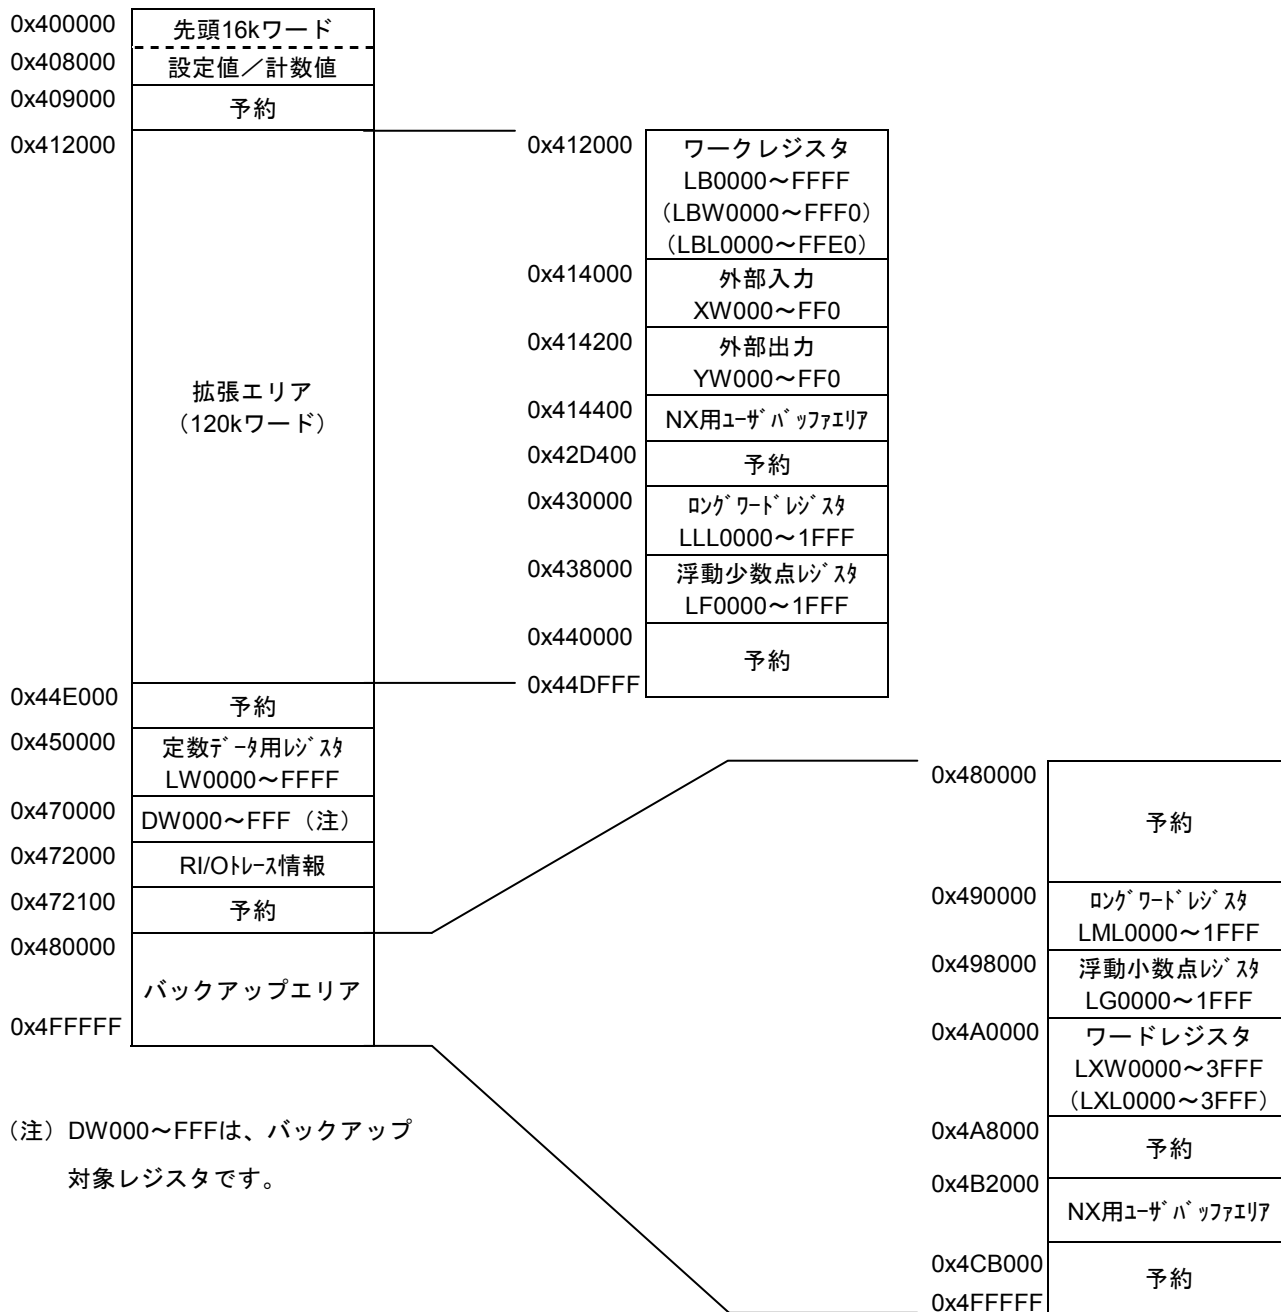 0x400000 先頭16kワード
0x408000 設定値／計数値
0x409000 予約
0x412000
拡張エリア
（120kワード）
0x44E000 予約
0x450000 定数ﾃﾞｰﾀ用ﾚｼﾞｽﾀ
LW0000～FFFF
0x470000 DW000～FFF（注）
0x472000 RI/Oﾄﾚｰｽ情報
0x472100 予約
0x480000
バックアップエリア
0x4FFFFF
0x412000 ワークレジスタ
LB0000～FFFF
（LBW0000～FFF0）
（LBL0000～FFE0）
0x414000 外部入力
XW000～FF0
0x414200 外部出力
YW000～FF0
0x414400 NX用ﾕｰｻﾞﾊﾞｯﾌｧｴﾘｱ
0x42D400 予約
0x430000 ﾛﾝｸﾞﾜｰﾄﾞﾚｼﾞｽﾀ
LLL0000～1FFF
0x438000 浮動少数点ﾚｼﾞｽﾀ
LF0000～1FFF
0x440000 予約
0x44DFFF
0x480000
予約
0x490000 ﾛﾝｸﾞﾜｰﾄﾞﾚｼﾞｽﾀ
LML0000～1FFF
0x498000 浮動小数点ﾚｼﾞｽﾀ
LG0000～1FFF
0x4A0000 ワードレジスタ
LXW0000～3FFF
（LXL0000～3FFF）
0x4A8000 予約
0x4B2000
NX用ﾕｰｻﾞﾊﾞｯﾌｧｴﾘｱ
0x4CB000 予約
0x4FFFFF
（注）DW000～FFFは、バックアップ
対象レジスタです。